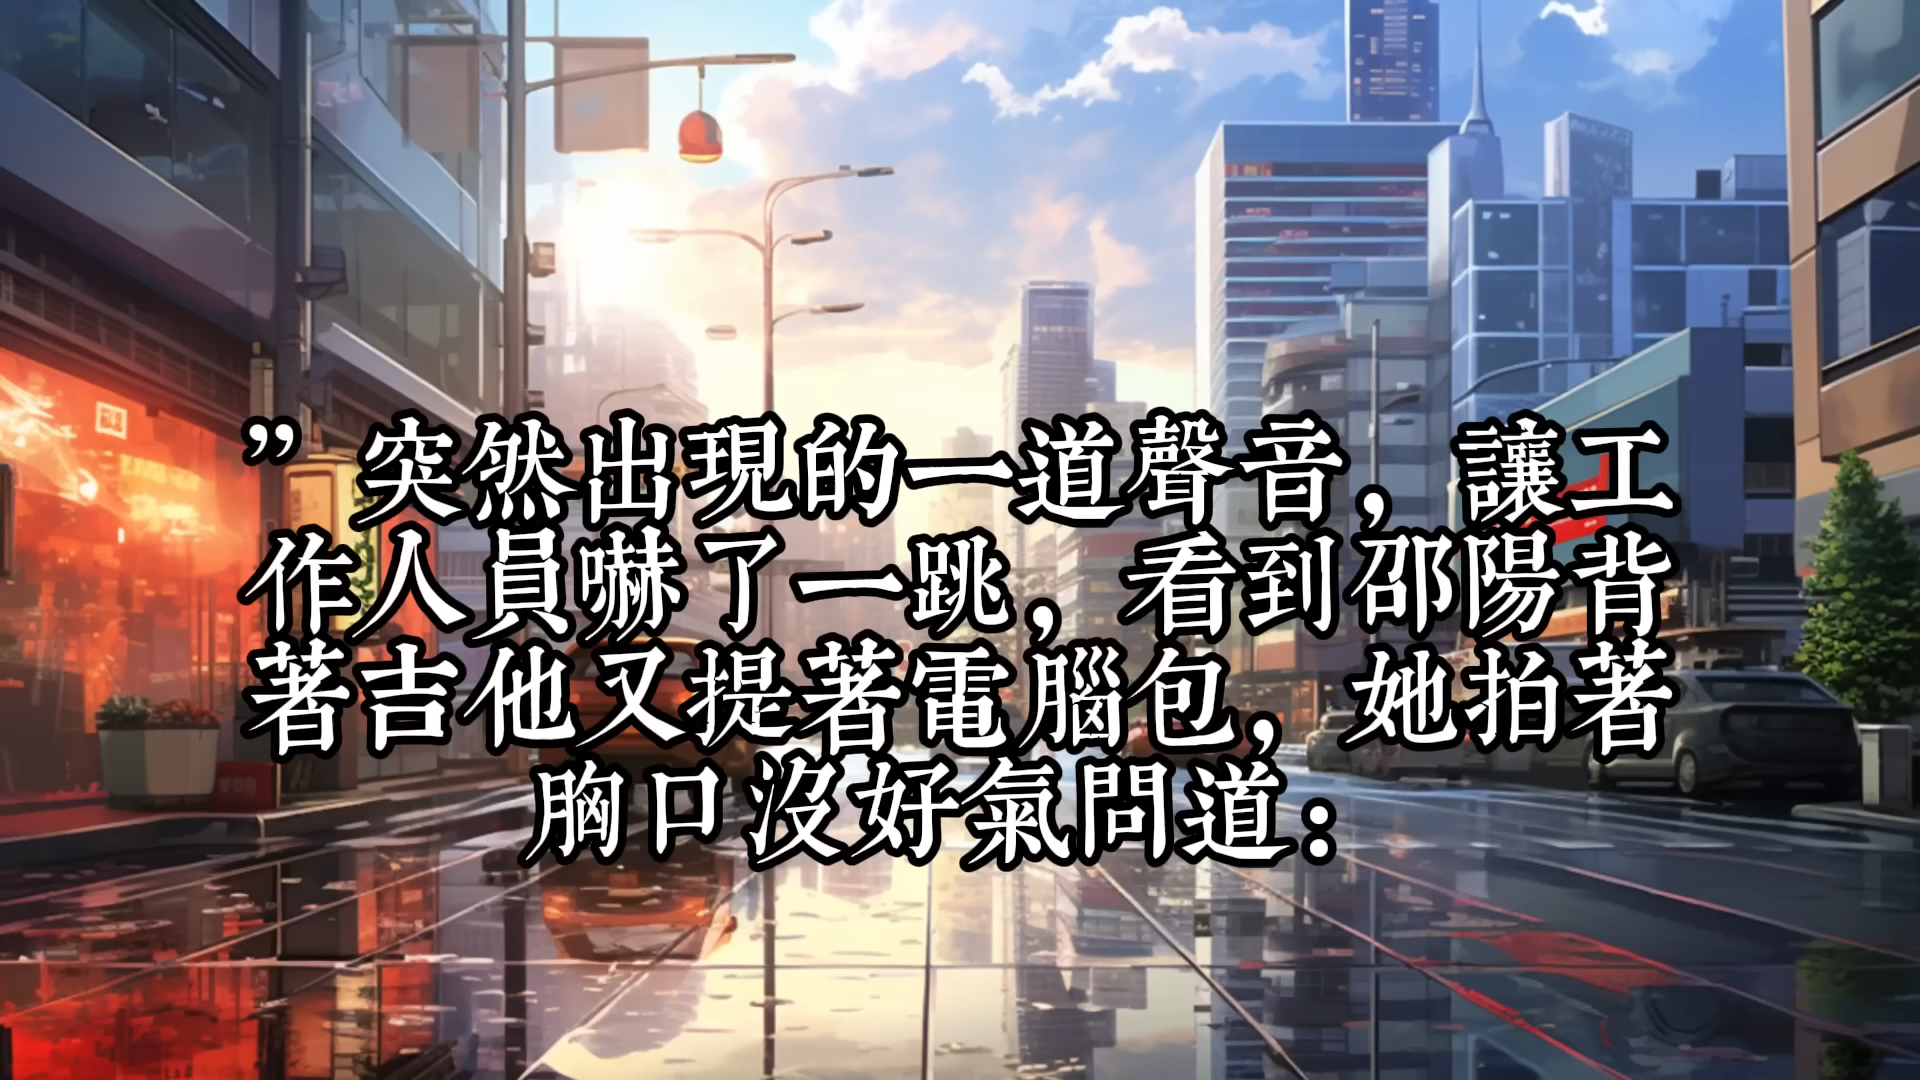 ”突然出現的一道聲音，讓工
作人員嚇了一跳，看到邵陽背
著吉他又提著電腦包，她拍著
胸口沒好氣問道：